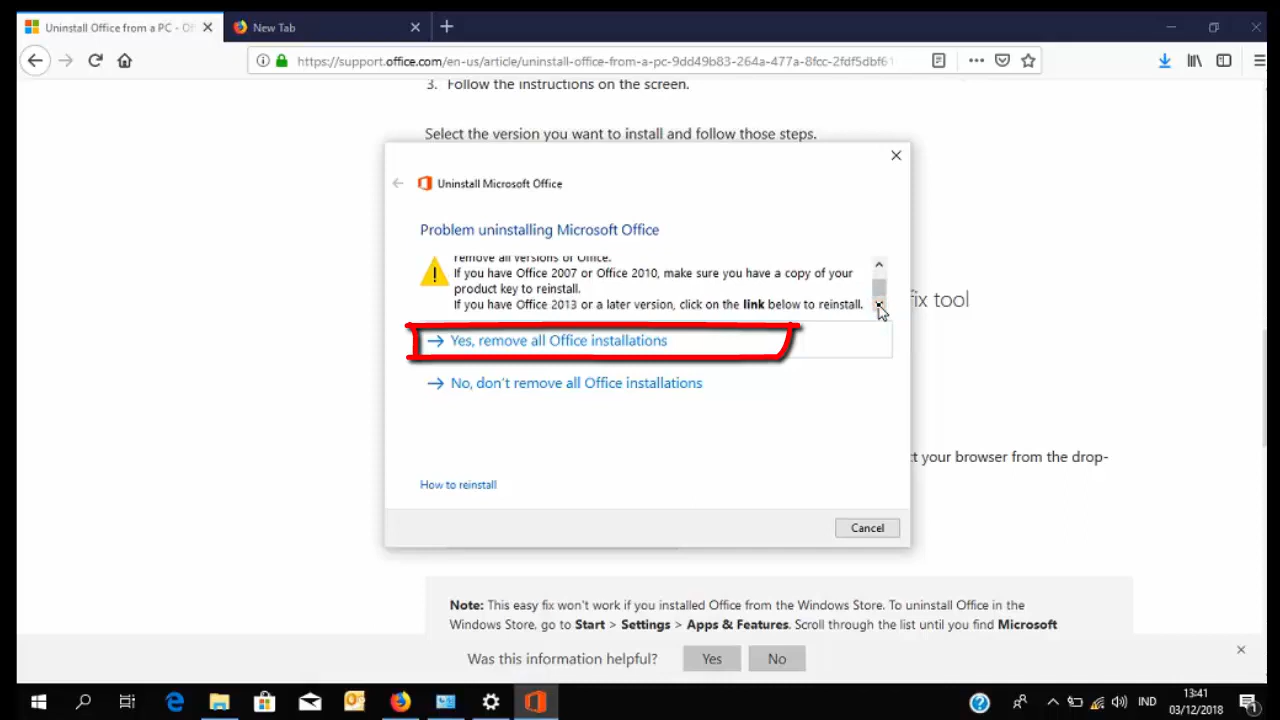 Uninstall Office from a PC - Of
New Tab
https://support.office.com/en-us/article/uninstall-office-from-a-pc-9dd49b83-264a-477a-8fcc-2fdf5dbf61
3. Follow the instructions on the screen.
Select the version you want to install and follow those steps.
Uninstall Microsoft Office
Problem uninstalling Microsoft Office
remove all versions of Office.
If you have Office 2007 or Office 2010, make sure you have a copy of your
product key to reinstall.
If you have Office 2013 or a later version, click on the link below to reinstall.
fix tool
Yes, remove all Office installations
No, don't remove all Office installations
ct your browser from the drop-
How to reinstall
Cancel
Note: This easy fix won't work if you installed Office from the Windows Store. To uninstall Office in the
Windows Store, go to Start > Settings > Apps & Features. Scroll through the list until you find Microsoft
Was this information helpful? Yes No
IND
13:41
03/12/2018
1